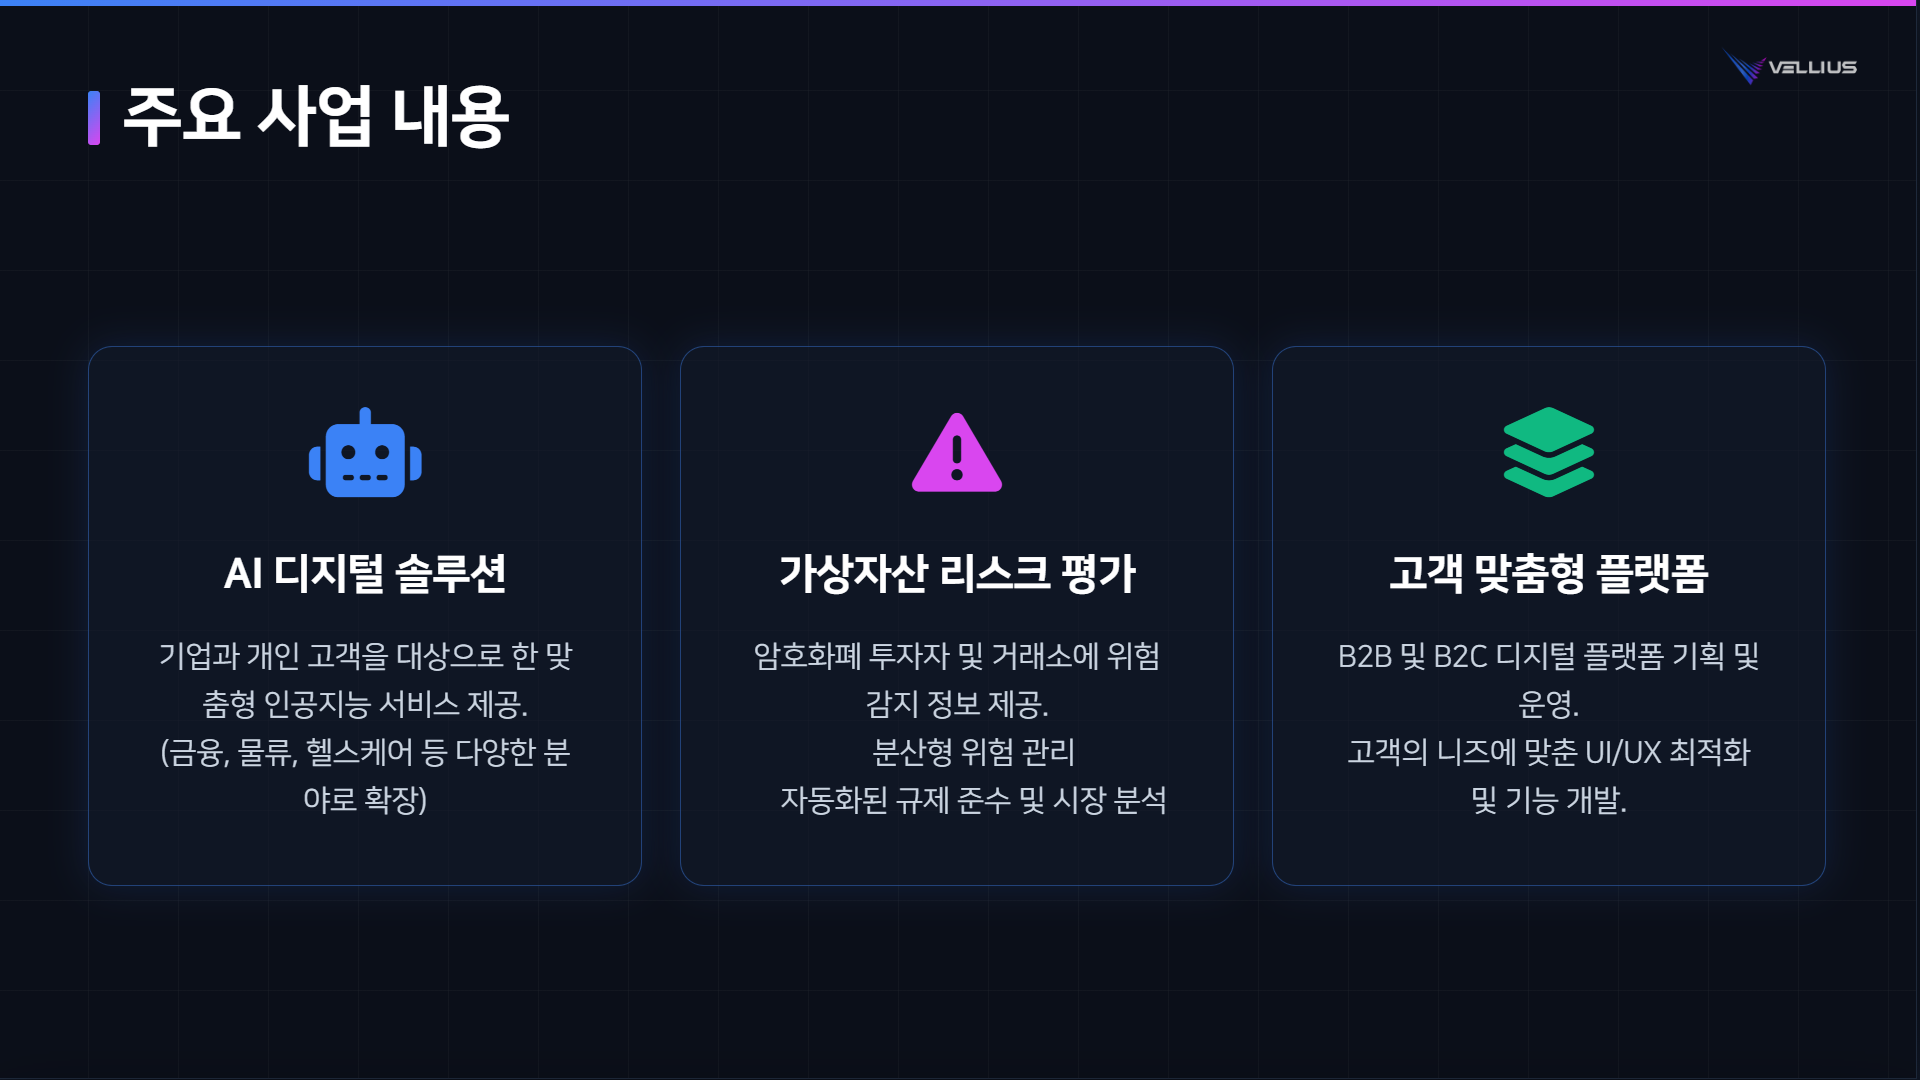 VELLIUS
주요 사업 내용
AI 디지털 솔루션
기업과 개인 고객을 대상으로 한 맞
춤형 인공지능 서비스 제공.
(금융, 물류, 헬스케어 등 다양한 분
야로 확장)
가상자산 리스크 평가
암호화폐 투자자 및 거래소에 위험
감지 정보 제공.
분산형 위험 관리
자동화된 규제 준수 및 시장 분석
고객 맞춤형 플랫폼
B2B 및 B2C 디지털 플랫폼 기획 및
운영.
고객의 니즈에 맞춘 UI/UX 최적화
및 기능 개발.